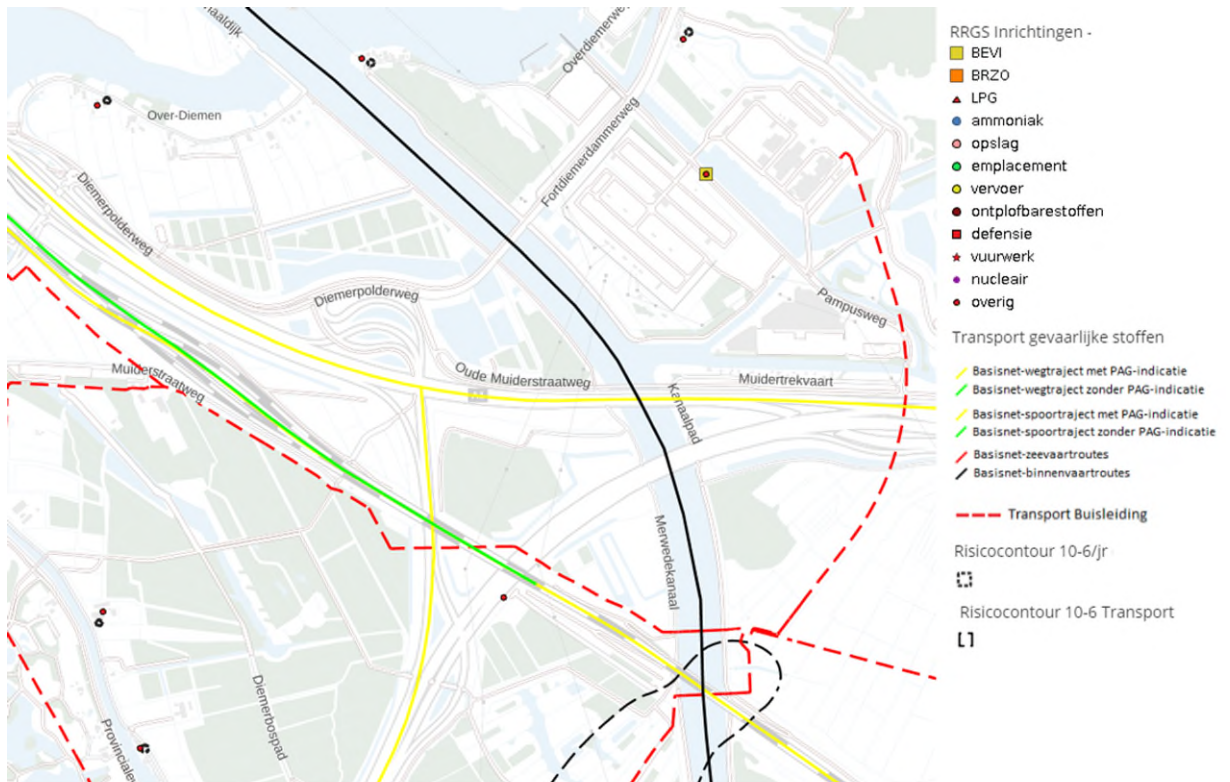 naaldijk
Overdiemerweg
Over-Diemen
Fortdiemerdammerweg
Diemerpolderweg
Diemerpolderweg
Pampusweg
Muiderstraatweg
Oude Muiderstraatweg
Muidertrekvaart
Kanaalpad
Merwedekanaal
Diemerbospad
Provinciale
RRGS Inrichtingen -
BEVI
BRZO
LPG
ammoniak
opslag
emplacement
vervoer
ontplofbarestoffen
defensie
vuurwerk
nucleair
overig
Transport gevaarlijke stoffen
Basisnet-wegtraject met PAG-indicatie
Basisnet-wegtraject zonder PAG-indicatie
Basisnet-spoortraject met PAG-indicatie
Basisnet-spoortraject zonder PAG-indicatie
Basisnet-zeevaartroutes
Basisnet-binnenvaartroutes
Transport Buisleiding
Risicocontour 10-6/jr
Risicocontour 10-6 Transport